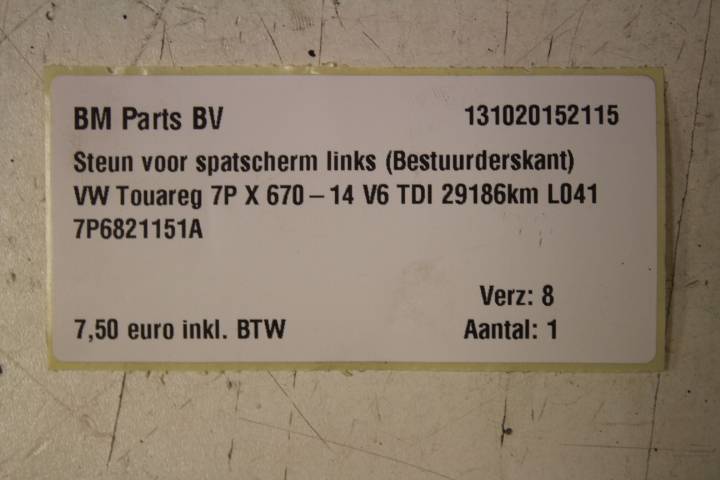 BM Parts BV 131020152115
Steun voor spatscherm links (Bestuurderskant)
VW Touareg 7P X 670 – 14 V6 TDI 29186km L041
7P6821151A
Verz: 8
7,50 euro inkl. BTW Aantal: 1